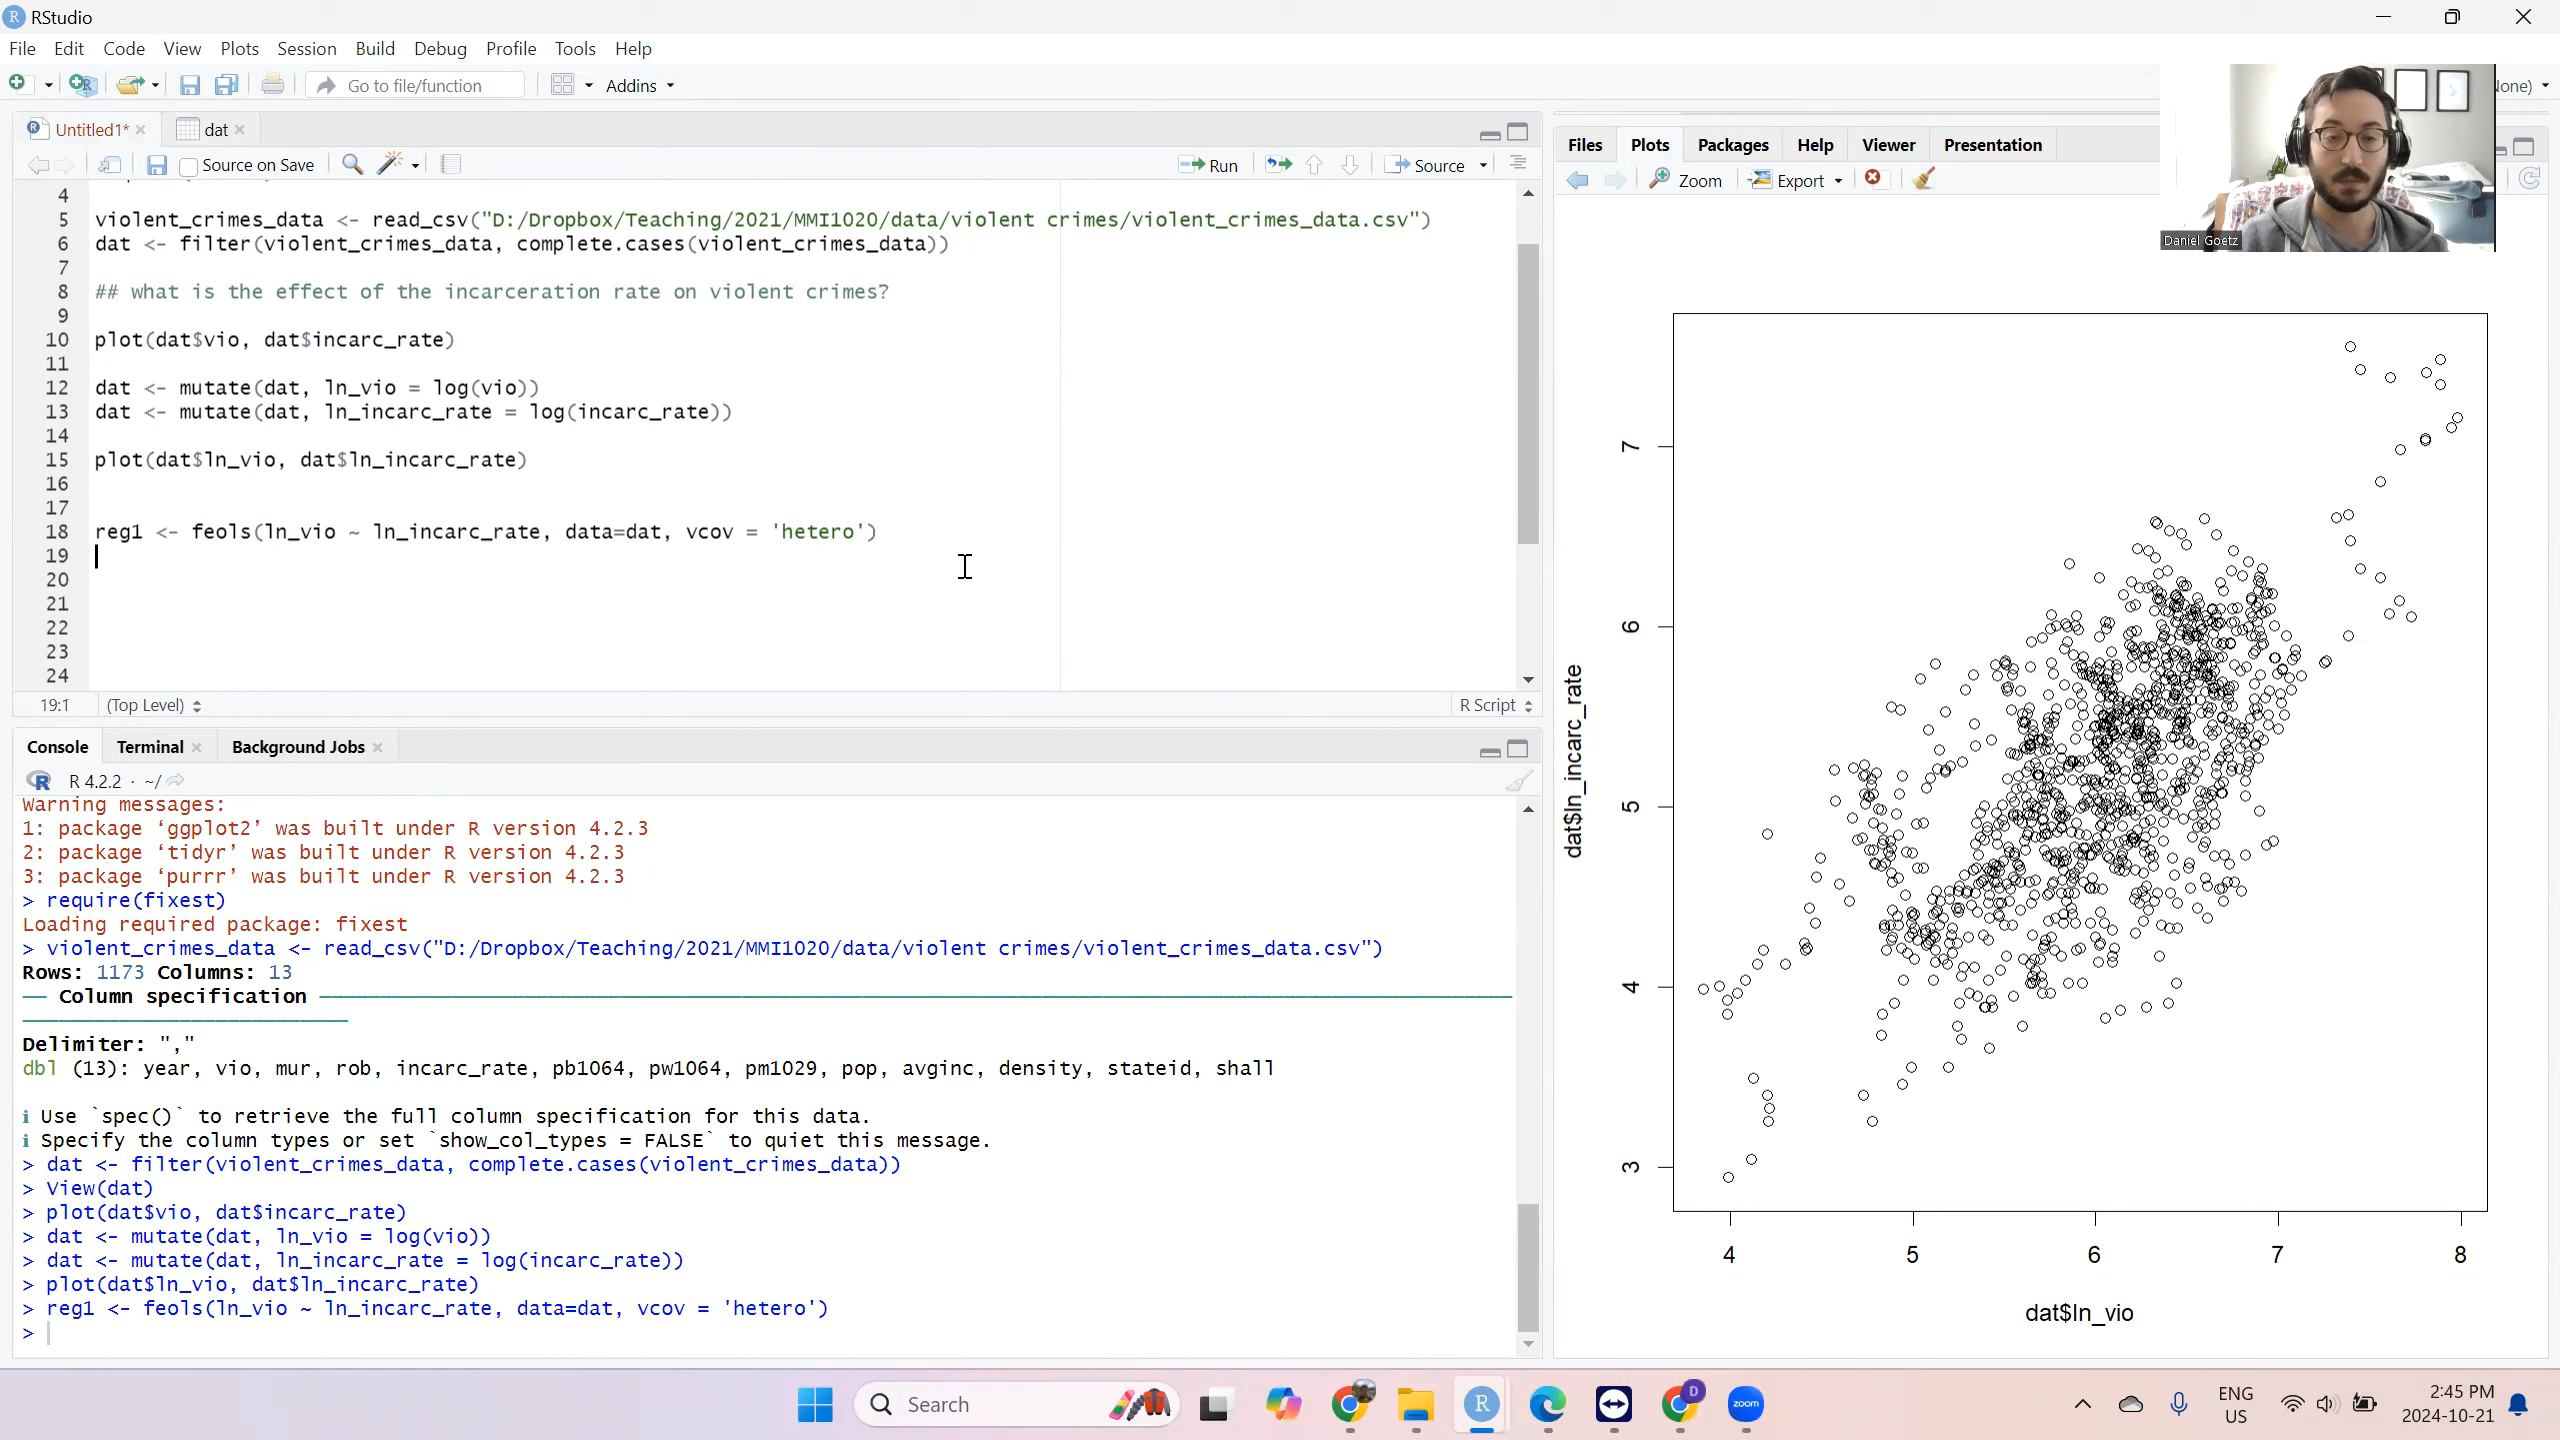 RStudio
File Edit Code View Plots Session Build Debug Profile Tools Help
Go to file/function Addins
Untitled1* dat
Source on Save Run Source
4
5 violent_crimes_data <- read_csv("D:/Dropbox/Teaching/2021/MMI1020/data/violent crimes/violent_crimes_data.csv")
6 dat <- filter(violent_crimes_data, complete.cases(violent_crimes_data))
7
8 ## what is the effect of the incarceration rate on violent crimes?
9
10 plot(dat$vio, dat$incarc_rate)
11
12 dat <- mutate(dat, ln_vio = log(vio))
13 dat <- mutate(dat, ln_incarc_rate = log(incarc_rate))
14
15 plot(dat$ln_vio, dat$ln_incarc_rate)
16
17
18 reg1 <- feols(ln_vio ~ ln_incarc_rate, data=dat, vcov = 'hetero')
19
20
21
22
23
24
19:1 (Top Level) R Script
Console Terminal Background Jobs
R 4.2.2 · ~/
Warning messages:
1: package ‘ggplot2’ was built under R version 4.2.3
2: package ‘tidyr’ was built under R version 4.2.3
3: package ‘purrr’ was built under R version 4.2.3
> require(fixest)
Loading required package: fixest
> violent_crimes_data <- read_csv("D:/Dropbox/Teaching/2021/MMI1020/data/violent crimes/violent_crimes_data.csv")
Rows: 1173 Columns: 13
── Column specification
Delimiter: ","
dbl (13): year, vio, mur, rob, incarc_rate, pb1064, pw1064, pm1029, pop, avginc, density, stateid, shall
ℹ Use `spec()` to retrieve the full column specification for this data.
ℹ Specify the column types or set `show_col_types = FALSE` to quiet this message.
> dat <- filter(violent_crimes_data, complete.cases(violent_crimes_data))
> View(dat)
> plot(dat$vio, dat$incarc_rate)
> dat <- mutate(dat, ln_vio = log(vio))
> dat <- mutate(dat, ln_incarc_rate = log(incarc_rate))
> plot(dat$ln_vio, dat$ln_incarc_rate)
> reg1 <- feols(ln_vio ~ ln_incarc_rate, data=dat, vcov = 'hetero')
>
Files Plots Packages Help Viewer Presentation
Zoom Export
Daniel Goetz
7
6
5
4
3
dat$ln_incarc_rate
4 5 6 7 8
dat$ln_vio
Search
zoom
ENG
US
2:45 PM
2024-10-21